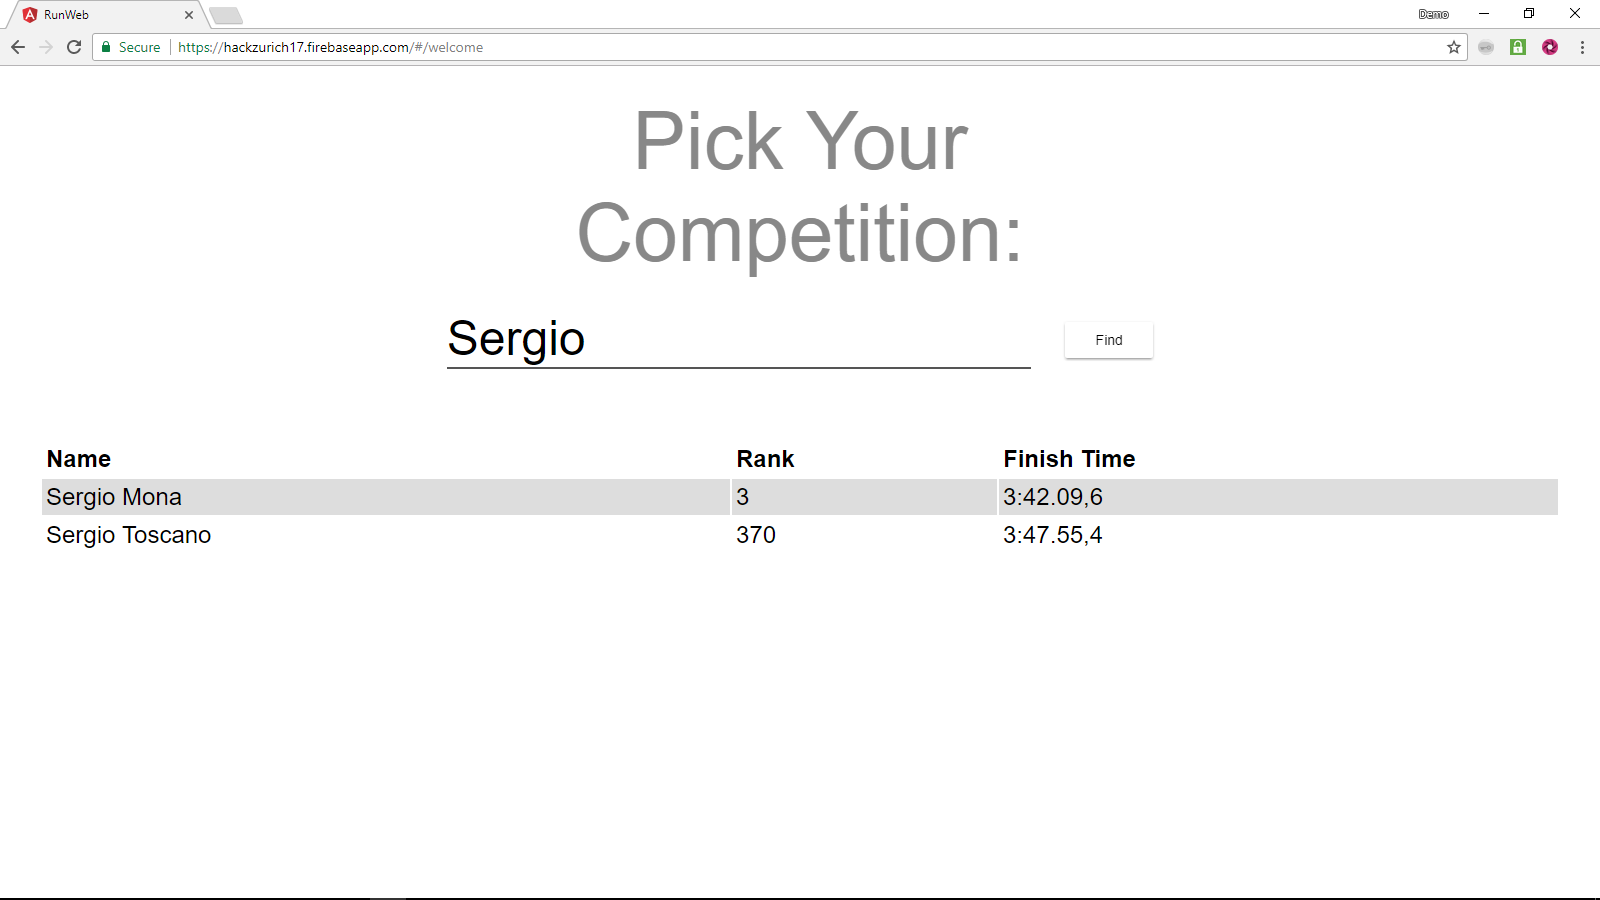 RunWeb
Demo
Secure https://hackzurich17.firebaseapp.com/#/welcome
Pick Your
Competition:
Sergio
Find
Name Rank Finish Time
Sergio Mona 3 3:42.09,6
Sergio Toscano 370 3:47.55,4